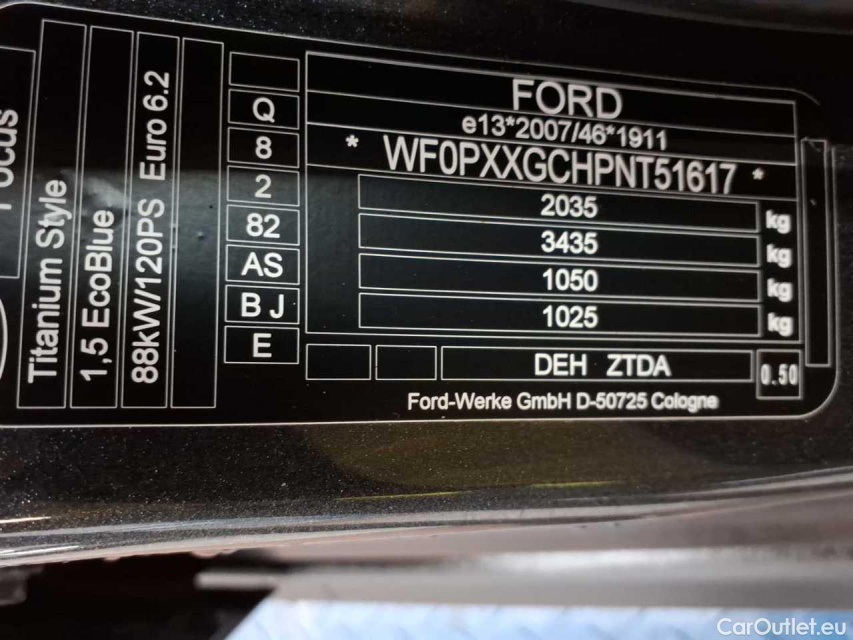 Focus
Titanium Style
1,5 EcoBlue
88kW/120PS Euro 6.2
Q
8
2
82
AS
B J
E
FORD
e13*2007/46*1911
* WF0PXXGCHPNT51617 *
2035 kg
3435 kg
1050 kg
1025 kg
DEH ZTDA
0.50
Ford-Werke GmbH D-50725 Cologne
CarOutlet.eu